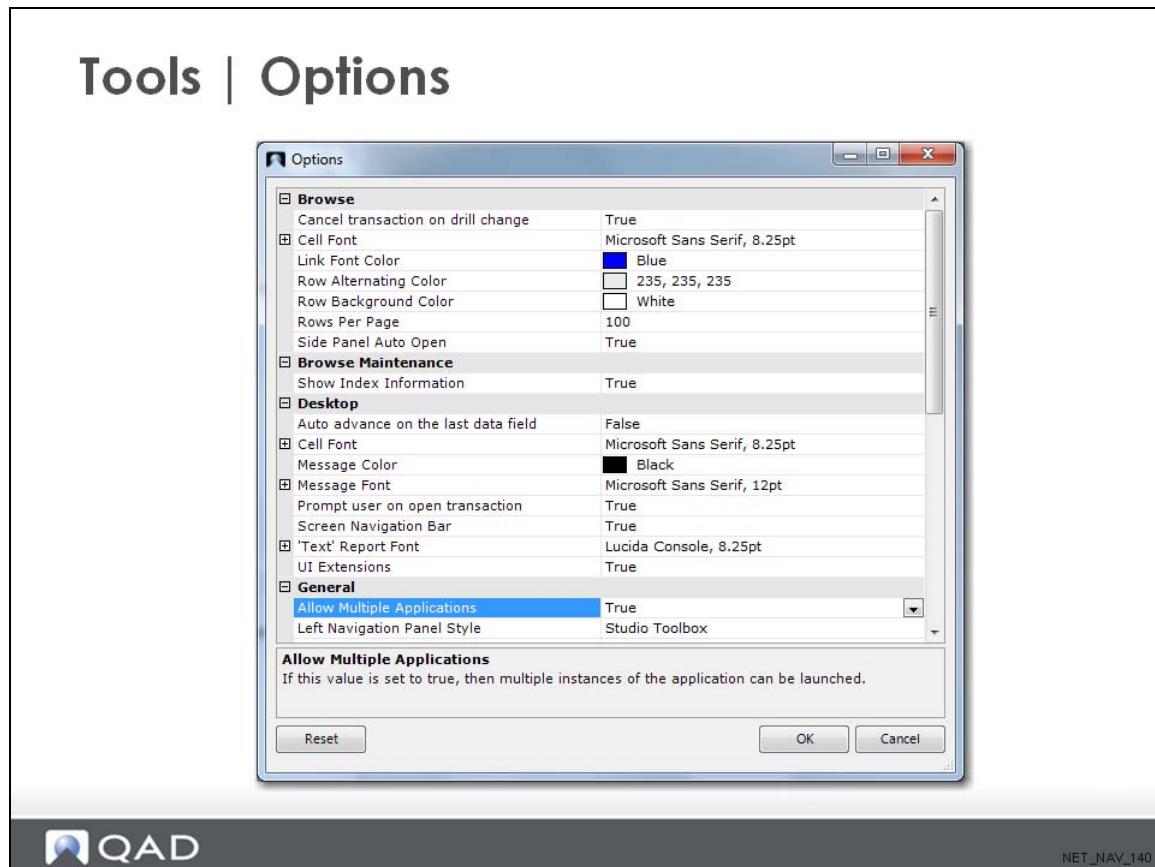 Tools | Options
Options
Browse
Cancel transaction on drill change True
Cell Font Microsoft Sans Serif, 8.25pt
Link Font Color Blue
Row Alternating Color 235, 235, 235
Row Background Color White
Rows Per Page 100
Side Panel Auto Open True
Browse Maintenance
Show Index Information True
Desktop
Auto advance on the last data field False
Cell Font Microsoft Sans Serif, 8.25pt
Message Color Black
Message Font Microsoft Sans Serif, 12pt
Prompt user on open transaction True
Screen Navigation Bar True
'Text' Report Font Lucida Console, 8.25pt
UI Extensions True
General
Allow Multiple Applications True
Left Navigation Panel Style Studio Toolbox
Allow Multiple Applications
If this value is set to true, then multiple instances of the application can be launched.
Reset OK Cancel
QAD
NET_NAV_140